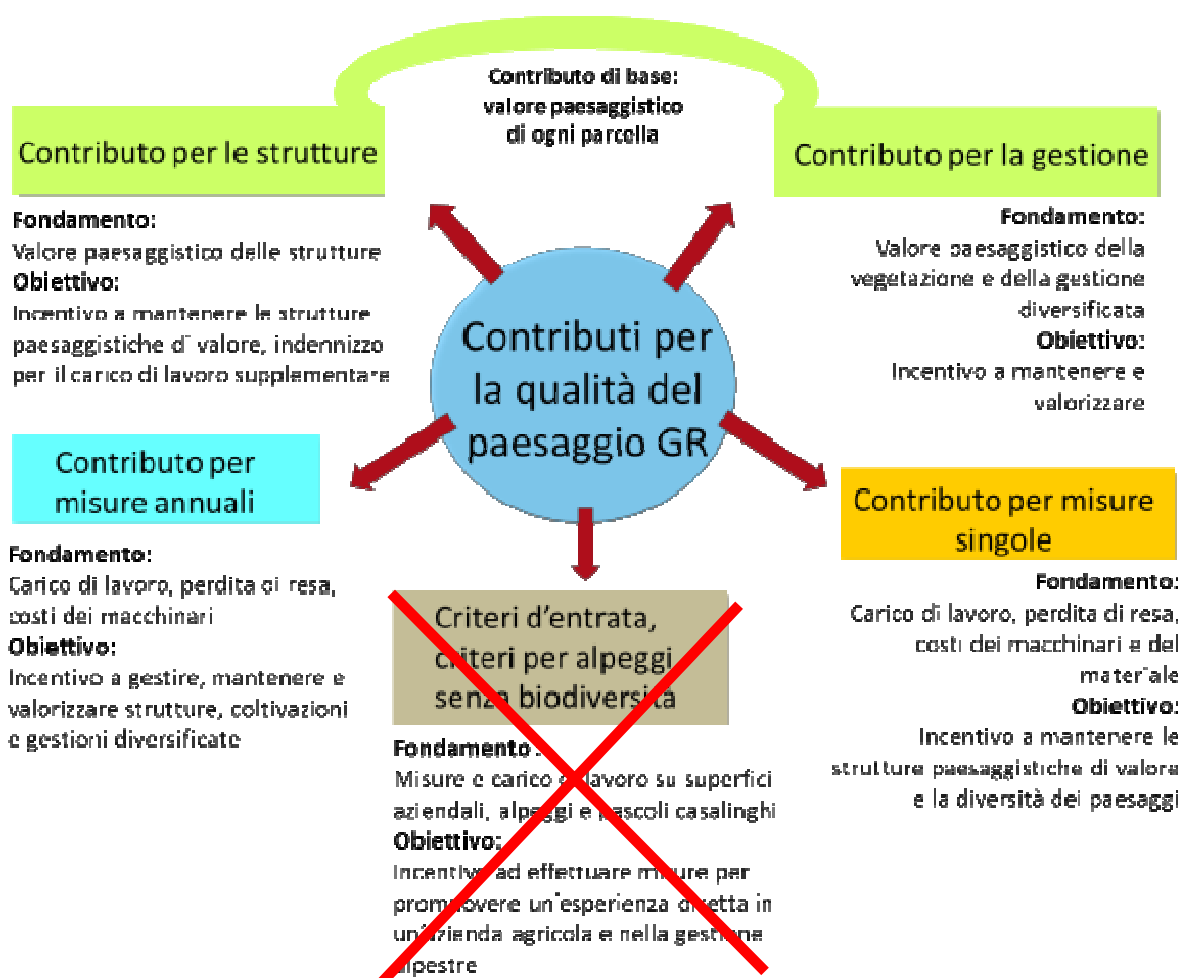 Contributo di base:
valore paesaggistico
di ogni parcella
Contributo per le strutture
Fondamento:
Valore paesaggistico delle strutture
Obiettivo:
Incentivo a mantenere le strutture
paesaggistiche di valore, indennizzo
per il carico di lavoro supplementare
Contributo per la gestione
Fondamento:
Valore paesaggistico della
vegetazione e della gestione
diversificata
Obiettivo:
Incentivo a mantenere e
valorizzare
Contributi per
la qualità del
paesaggio GR
Contributo per
misure annuali
Fondamento:
Carico di lavoro, perdita di resa,
costi dei macchinari
Obiettivo:
Incentivo a gestire, mantenere e
valorizzare strutture, coltivazioni
e gestioni diversificate
Criteri d'entrata,
criteri per alpeggi
senza biodiversità
Fondamento:
Misure e carico di lavoro su superfici
aziendali, alpeggi e pascoli casalinghi
Obiettivo:
Incentivo ad effettuare misure per
promuovere un'esperienza diretta in
un'azienda agricola e nella gestione
alpestre
Contributo per misure
singole
Fondamento:
Carico di lavoro, perdita di resa,
costi dei macchinari e del
materiale
Obiettivo:
Incentivo a mantenere le
strutture paesaggistiche di valore
e la diversità dei paesaggi